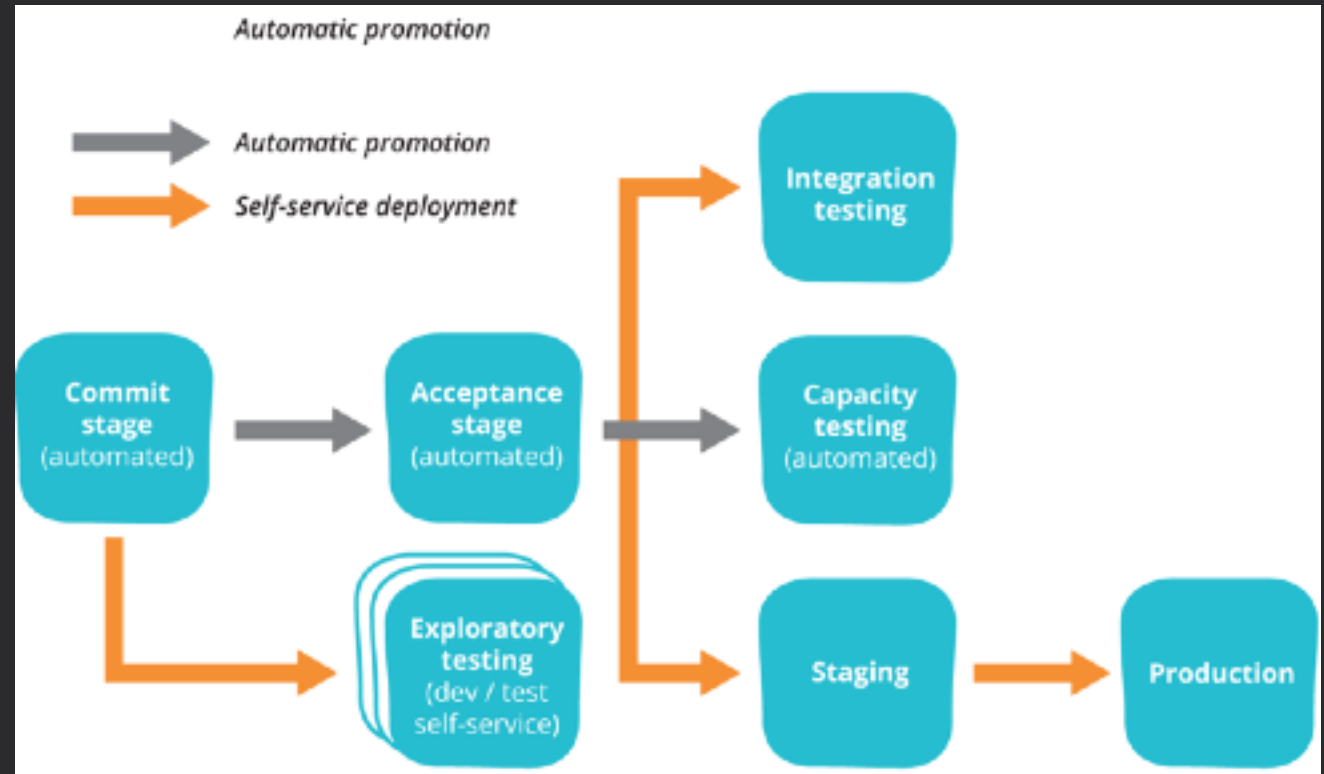 Automatic promotion
Automatic promotion
Self-service deployment
Integration
testing
Commit
stage
(automated)
Acceptance
stage
(automated)
Capacity
testing
(automated)
Exploratory
testing
(dev / test
self-service)
Staging
Production